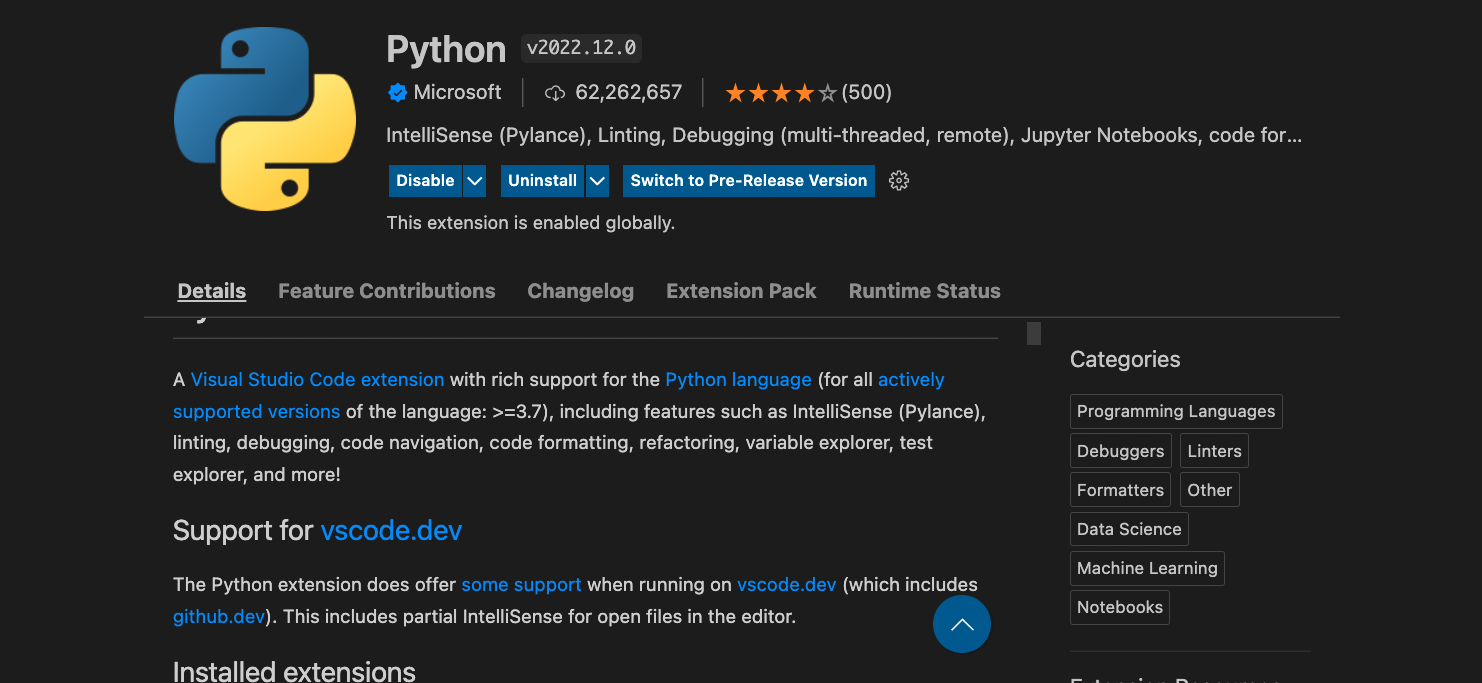 Python v2022.12.0
Microsoft 62,262,657 (500)
IntelliSense (Pylance), Linting, Debugging (multi-threaded, remote), Jupyter Notebooks, code for...
Disable Uninstall Switch to Pre-Release Version
This extension is enabled globally.
Details Feature Contributions Changelog Extension Pack Runtime Status
A Visual Studio Code extension with rich support for the Python language (for all actively
supported versions of the language: >=3.7), including features such as IntelliSense (Pylance),
linting, debugging, code navigation, code formatting, refactoring, variable explorer, test
explorer, and more!
Support for vscode.dev
The Python extension does offer some support when running on vscode.dev (which includes
github.dev). This includes partial IntelliSense for open files in the editor.
Installed extensions
Categories
Programming Languages
Debuggers Linters
Formatters Other
Data Science
Machine Learning
Notebooks